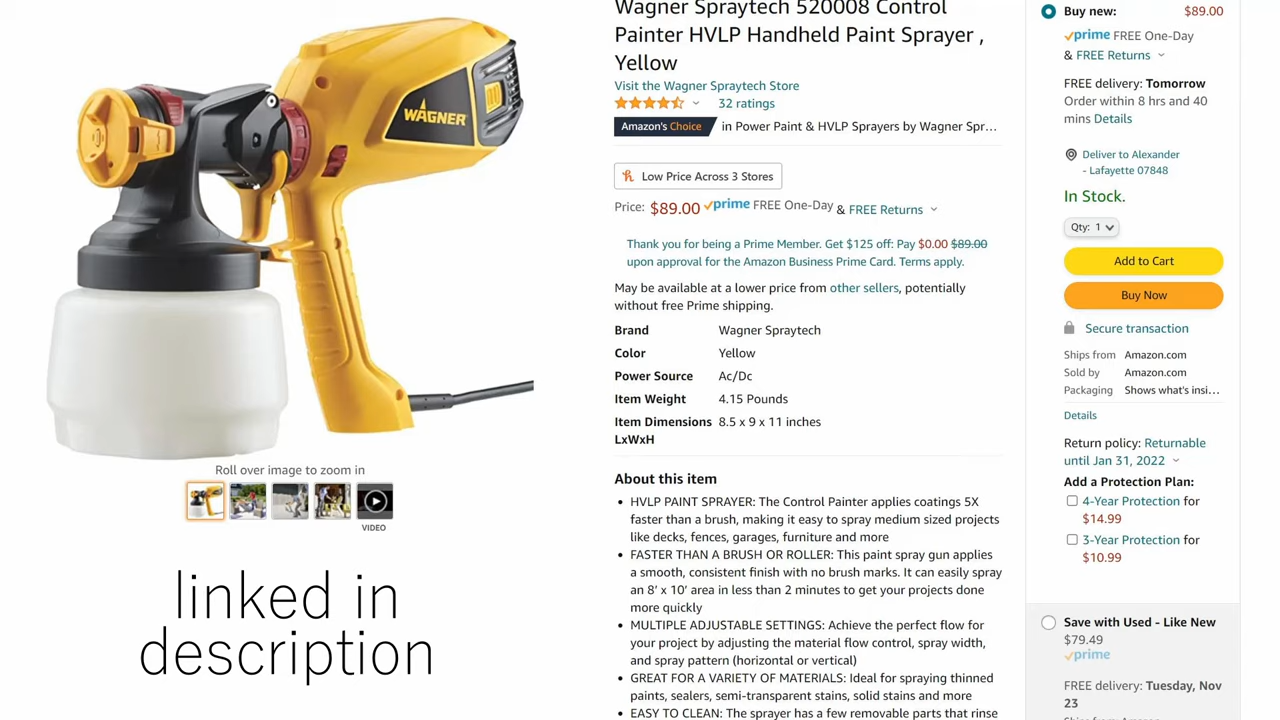 Wagner Spraytech 520008 Control
Painter HVLP Handheld Paint Sprayer ,
Yellow
Visit the Wagner Spraytech Store
32 ratings
Amazon's Choice in Power Paint & HVLP Sprayers by Wagner Spr…
Low Price Across 3 Stores
Price: $89.00 prime FREE One-Day & FREE Returns
Thank you for being a Prime Member. Get $125 off: Pay $0.00 $89.00
upon approval for the Amazon Business Prime Card. Terms apply.
May be available at a lower price from other sellers, potentially
without free Prime shipping.
Brand Wagner Spraytech
Color Yellow
Power Source Ac/Dc
Item Weight 4.15 Pounds
Item Dimensions 8.5 x 9 x 11 inches
LxWxH
About this item
• HVLP PAINT SPRAYER: The Control Painter applies coatings 5X
faster than a brush, making it easy to spray medium sized projects
like decks, fences, garages, furniture and more
• FASTER THAN A BRUSH OR ROLLER: This paint spray gun applies
a smooth, consistent finish with no brush marks. It can easily spray
an 8’ x 10’ area in less than 2 minutes to get your projects done
more quickly
• MULTIPLE ADJUSTABLE SETTINGS: Achieve the perfect flow for
your project by adjusting the material flow control, spray width,
and spray pattern (horizontal or vertical)
• GREAT FOR A VARIETY OF MATERIALS: Ideal for spraying thinned
paints, sealers, semi-transparent stains, solid stains and more
• EASY TO CLEAN: The sprayer has a few removable parts that rinse
WAGNER
Roll over image to zoom in
VIDEO
linked in
description
Buy new: $89.00
prime FREE One-Day
& FREE Returns
FREE delivery: Tomorrow
Order within 8 hrs and 40
mins Details
Deliver to Alexander
- Lafayette 07848
In Stock.
Qty: 1
Add to Cart
Buy Now
Secure transaction
Ships from Amazon.com
Sold by Amazon.com
Packaging Shows what's insi…
Details
Return policy: Returnable
until Jan 31, 2022
Add a Protection Plan:
4-Year Protection for
$14.99
3-Year Protection for
$10.99
Save with Used - Like New
$79.49
prime
FREE delivery: Tuesday, Nov
23